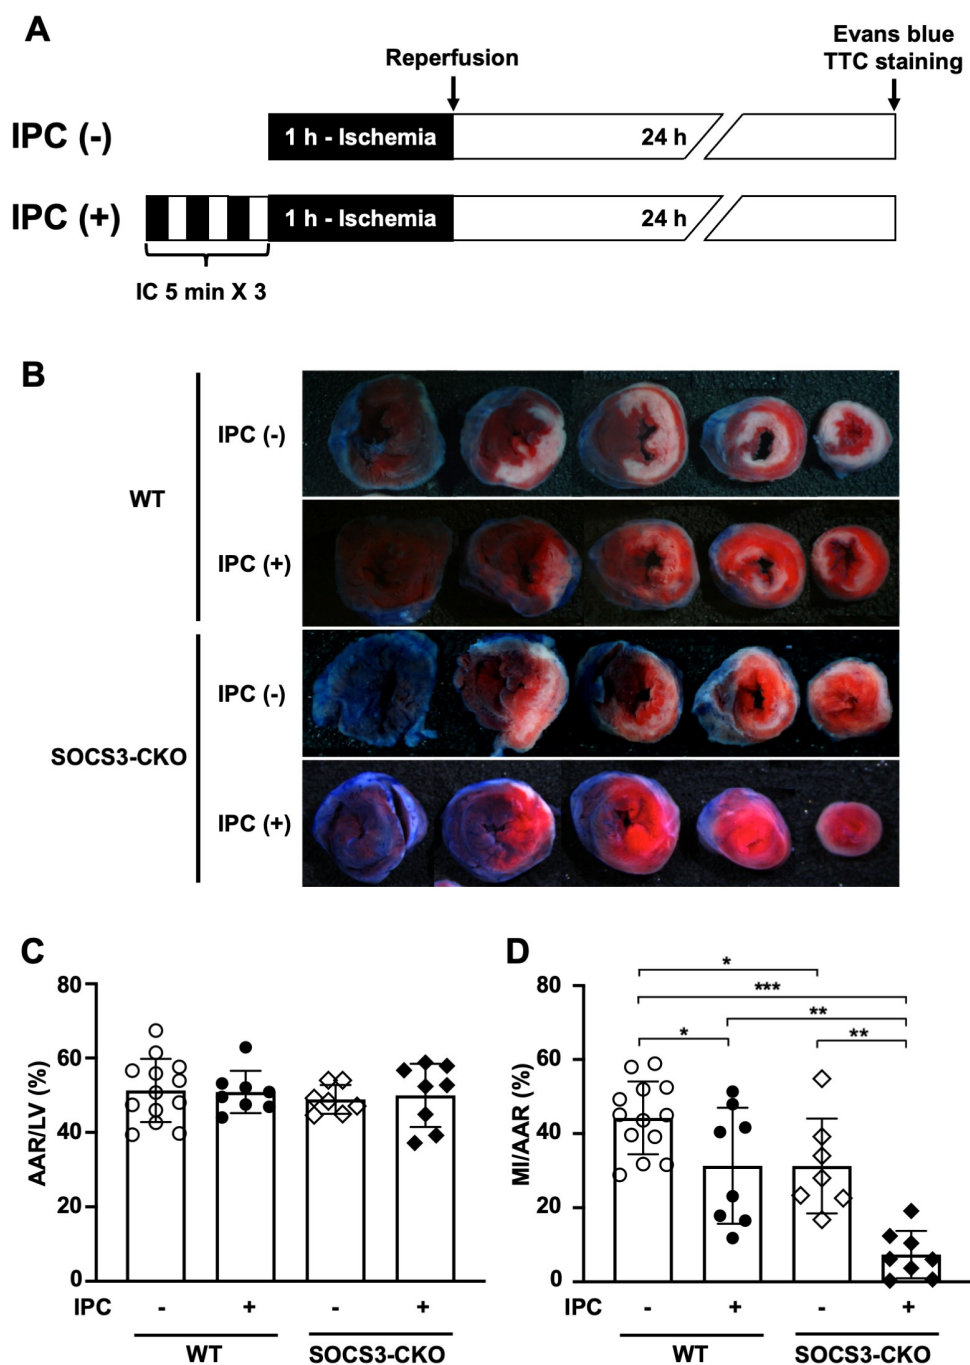 A
Reperfusion
Evans blue
TTC staining
IPC (-)
1 h - Ischemia
24 h
IPC (+)
1 h - Ischemia
24 h
IC 5 min X 3
B
WT
IPC (-)
IPC (+)
SOCS3-CKO
IPC (-)
IPC (+)
C
AAR/LV (%)
80
60
40
20
0
IPC - + - +
WT SOCS3-CKO
D
MI/AAR (%)
80
60
40
20
0
*
***
**
* **
IPC - + - +
WT SOCS3-CKO